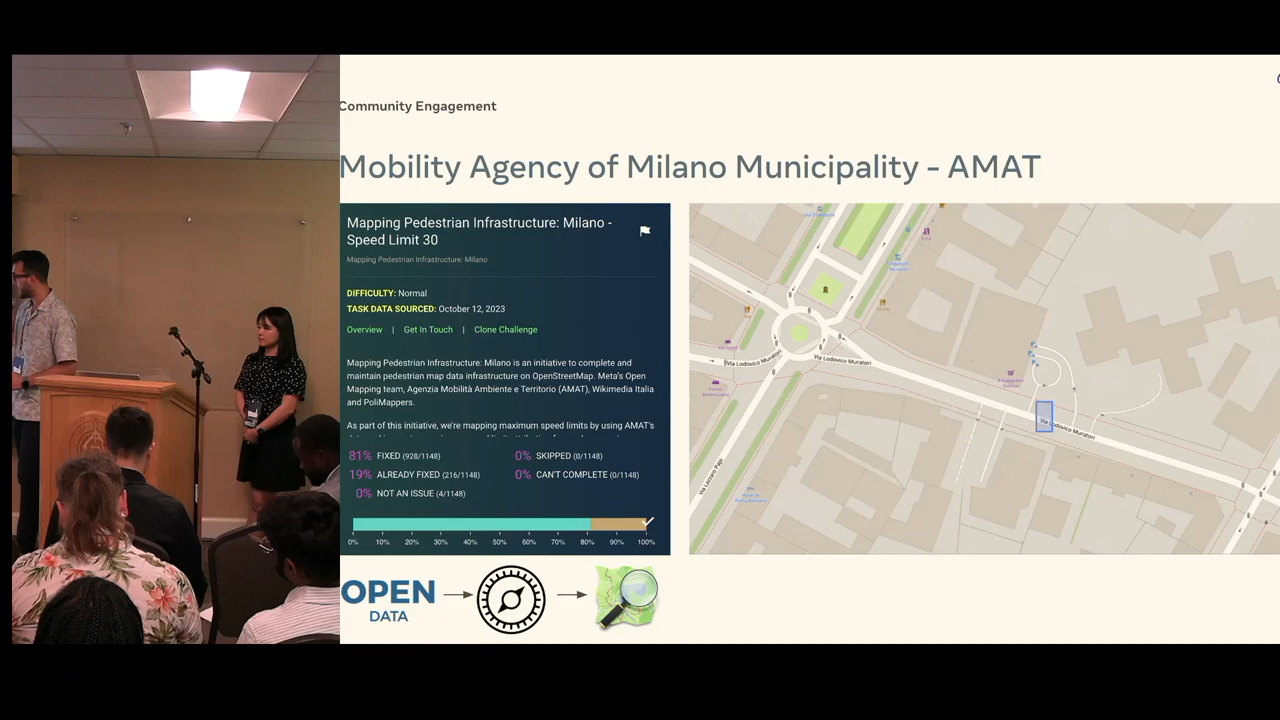 Community Engagement
Mobility Agency of Milano Municipality - AMAT
Mapping Pedestrian Infrastructure: Milano -
Speed Limit 30
Mapping Pedestrian Infrastructure: Milano
DIFFICULTY: Normal
TASK DATA SOURCED: October 12, 2023
Overview | Get In Touch | Clone Challenge
Mapping Pedestrian Infrastructure: Milano is an initiative to complete and
maintain pedestrian map data infrastructure on OpenStreetMap. Meta's Open
Mapping team, Agenzia Mobilità Ambiente e Territorio (AMAT), Wikimedia Italia
and PoliMappers.
As part of this initiative, we're mapping maximum speed limits by using AMAT's
81% FIXED (928/1148)
0% SKIPPED (0/1148)
19% ALREADY FIXED (216/1148)
0% CAN'T COMPLETE (0/1148)
0% NOT AN ISSUE (4/1148)
0% 10% 20% 30% 40% 50% 60% 70% 80% 90% 100%
OPEN
DATA
Via Lodovico Muratori
Via Lodovico Muratori
Via Lodovico Muratori
Via Lazzaro Papi